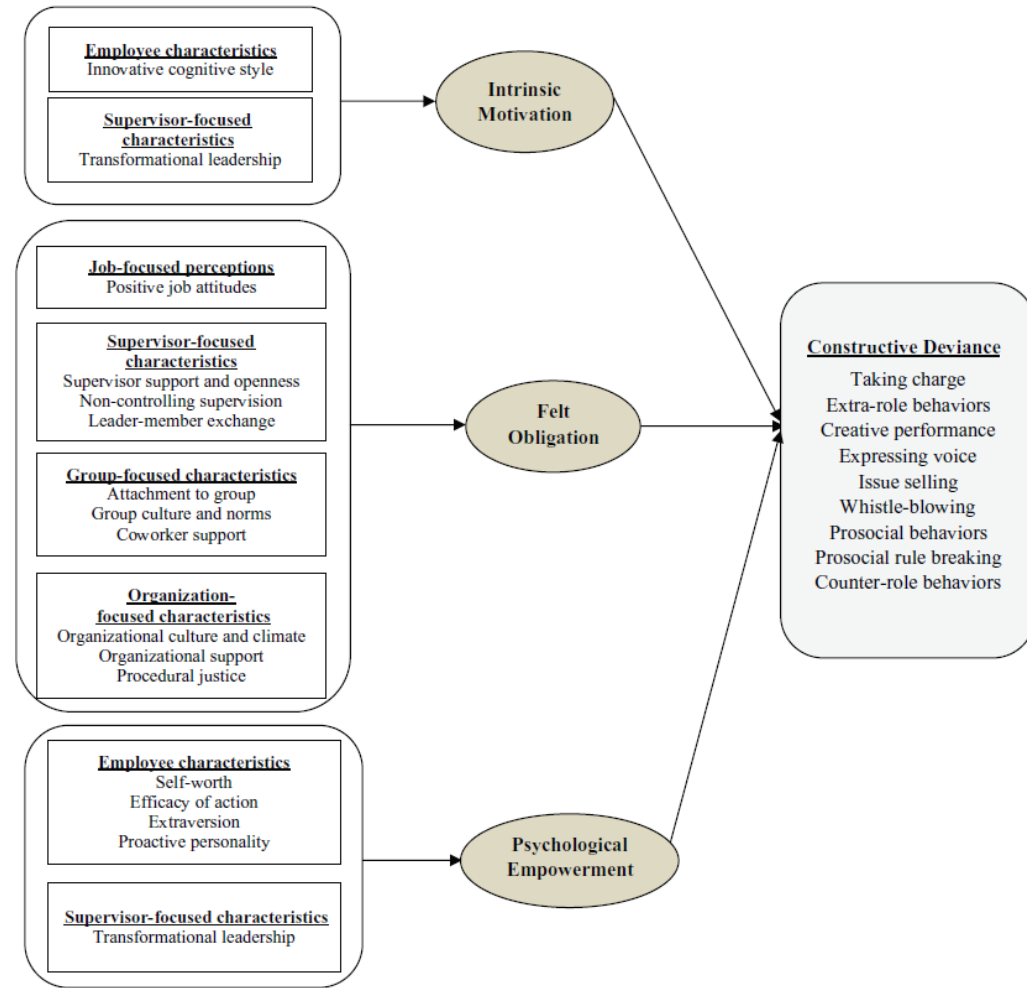 Employee characteristics
Innovative cognitive style
Supervisor-focused
characteristics
Transformational leadership
Intrinsic
Motivation
Job-focused perceptions
Positive job attitudes
Supervisor-focused
characteristics
Supervisor support and openness
Non-controlling supervision
Leader-member exchange
Group-focused characteristics
Attachment to group
Group culture and norms
Coworker support
Organization-
focused characteristics
Organizational culture and climate
Organizational support
Procedural justice
Felt
Obligation
Employee characteristics
Self-worth
Efficacy of action
Extraversion
Proactive personality
Supervisor-focused characteristics
Transformational leadership
Psychological
Empowerment
Constructive Deviance
Taking charge
Extra-role behaviors
Creative performance
Expressing voice
Issue selling
Whistle-blowing
Prosocial behaviors
Prosocial rule breaking
Counter-role behaviors